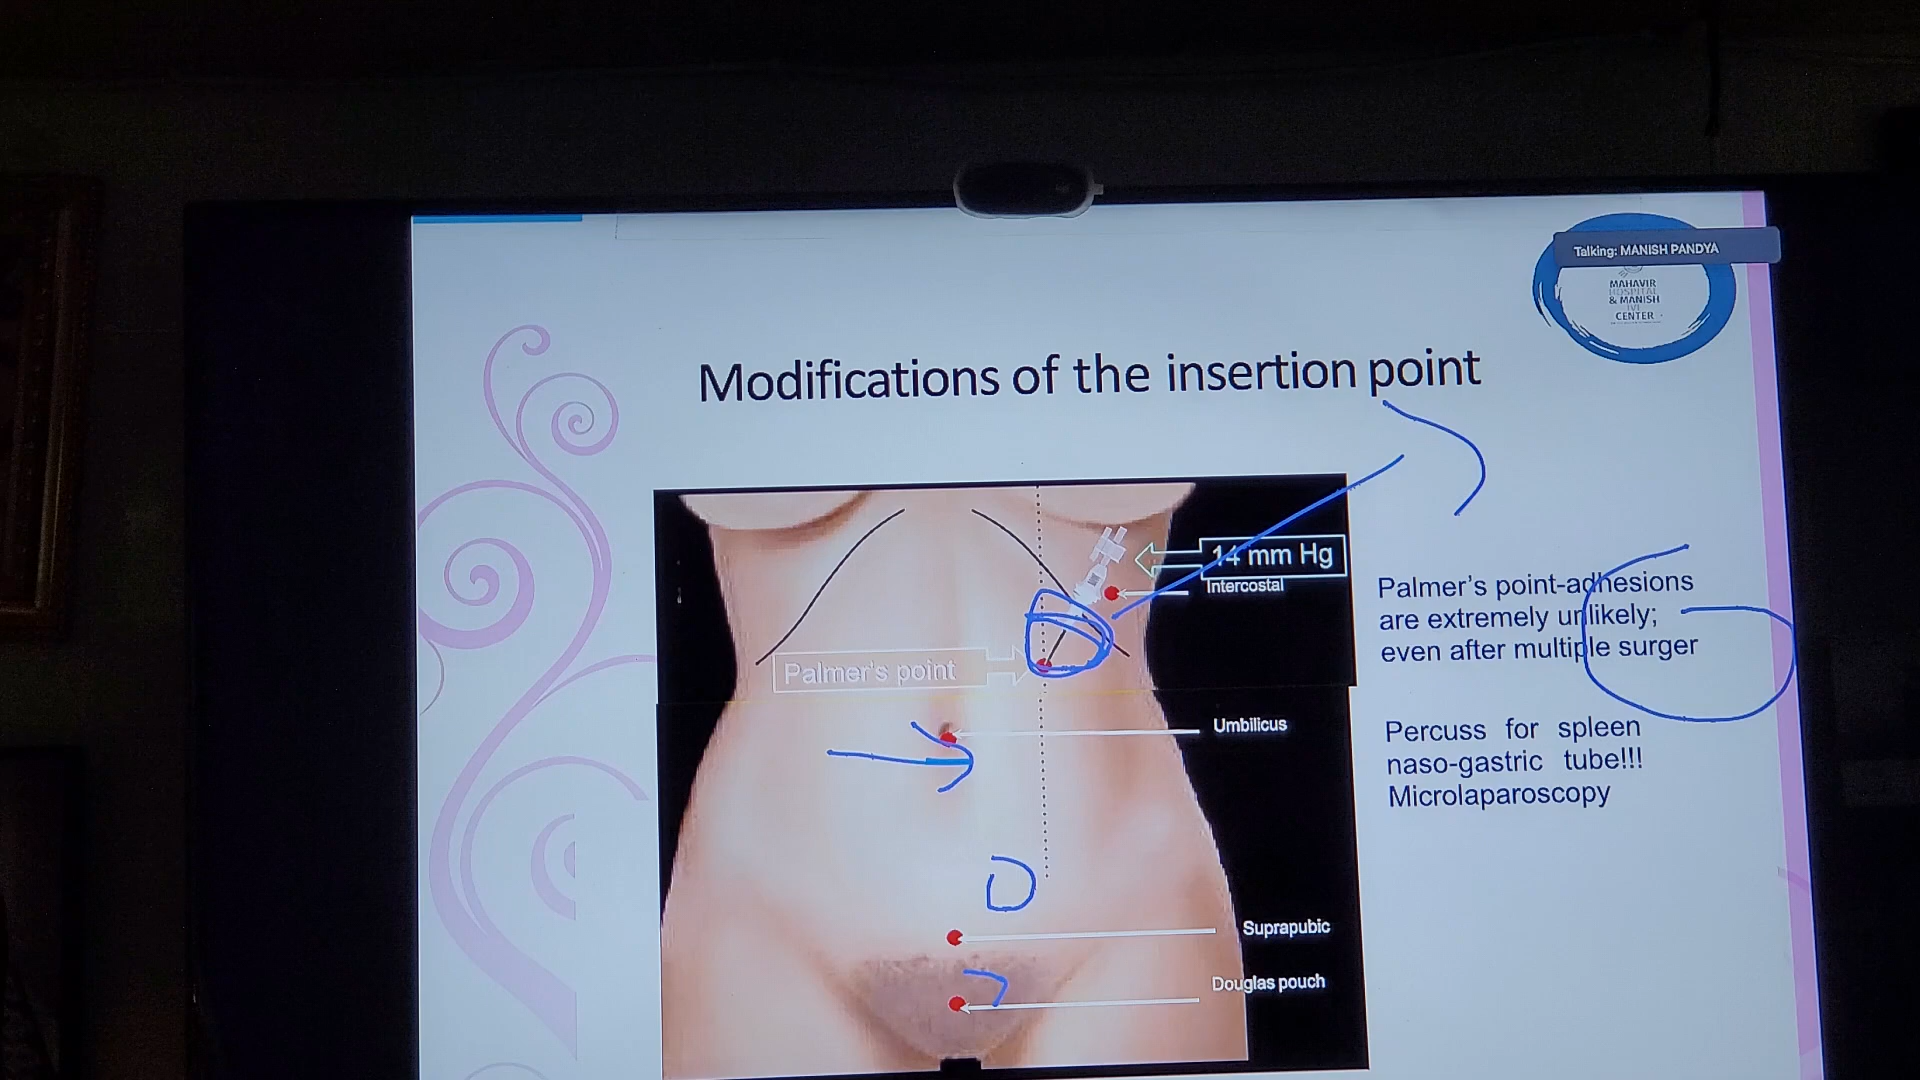 Talking: MANISH PANDYA
MAHAVIR
HOSPITAL
& MANISH
IVF
CENTER
Modifications of the insertion point
14 mm Hg
Intercostal
Palmer's point
Umbilicus
Suprapubic
Douglas pouch
Palmer's point-adhesions
are extremely unlikely;
even after multiple surger
Percuss for spleen
naso-gastric tube!!!
Microlaparoscopy